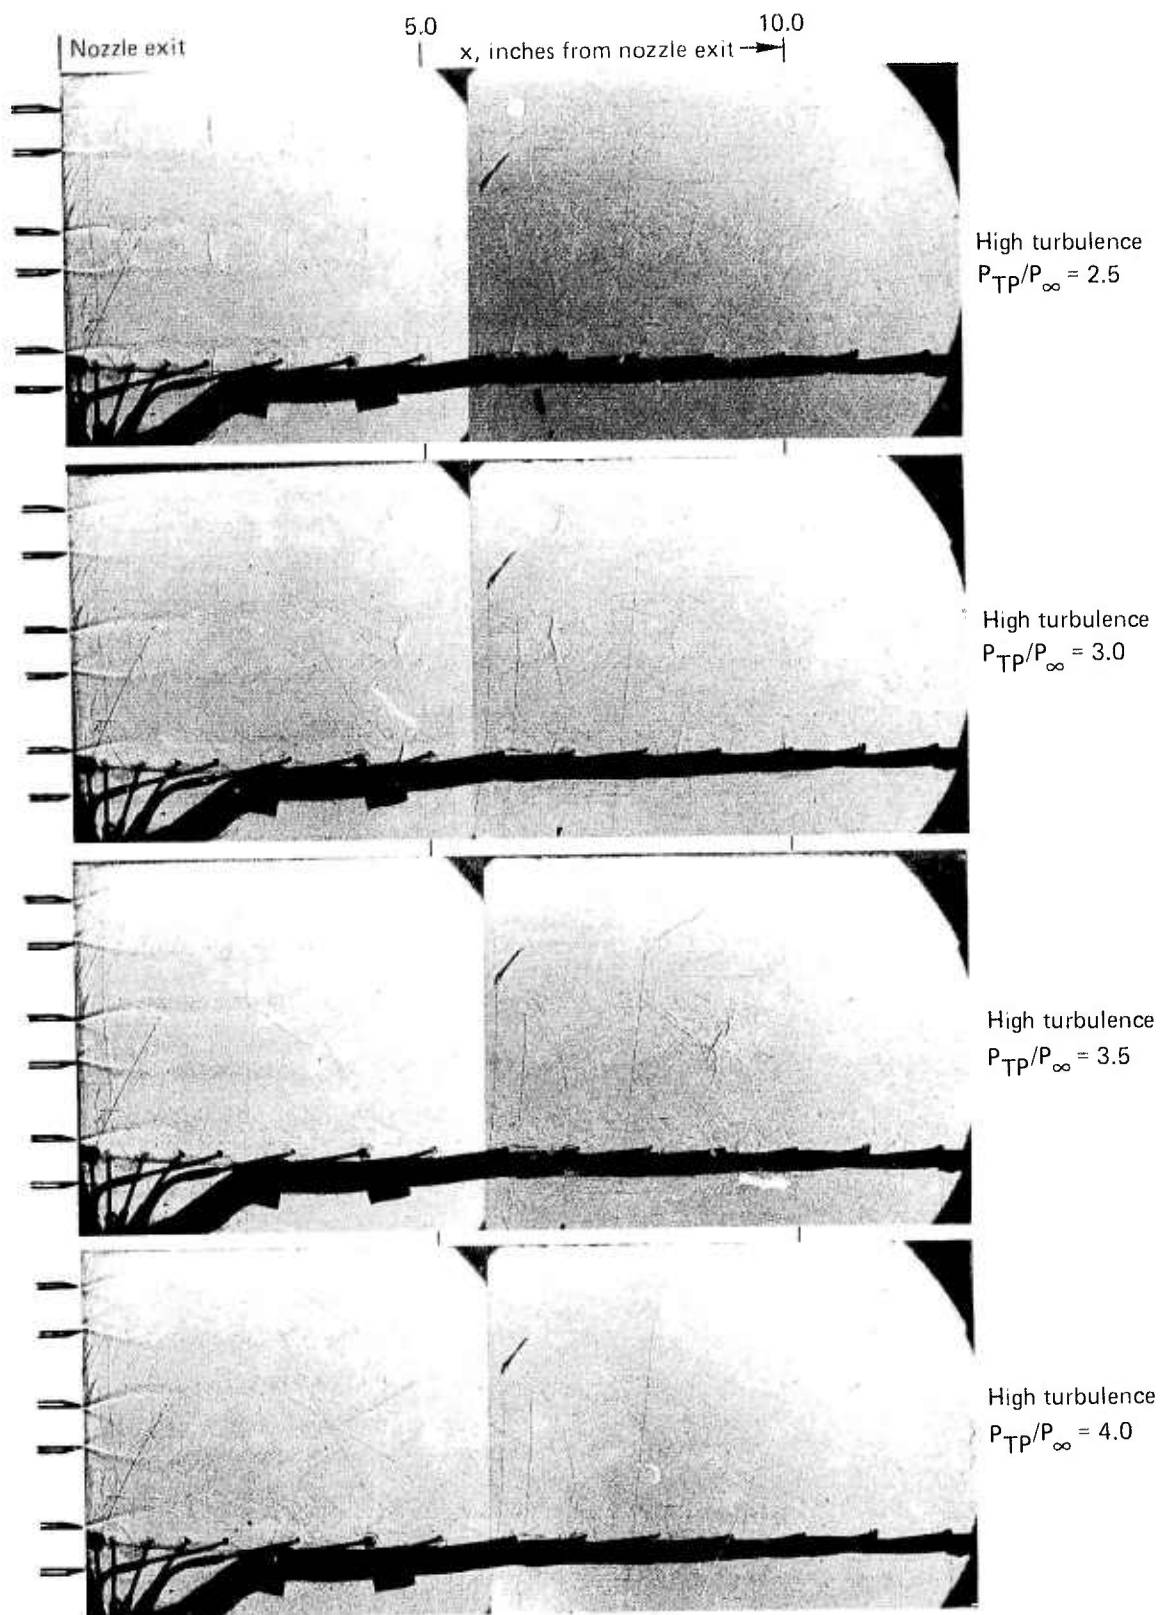 5.0 10.0
Nozzle exit x, inches from nozzle exit
High turbulence
P_TP/P_∞ = 2.5
High turbulence
P_TP/P_∞ = 3.0
High turbulence
P_TP/P_∞ = 3.5
High turbulence
P_TP/P_∞ = 4.0